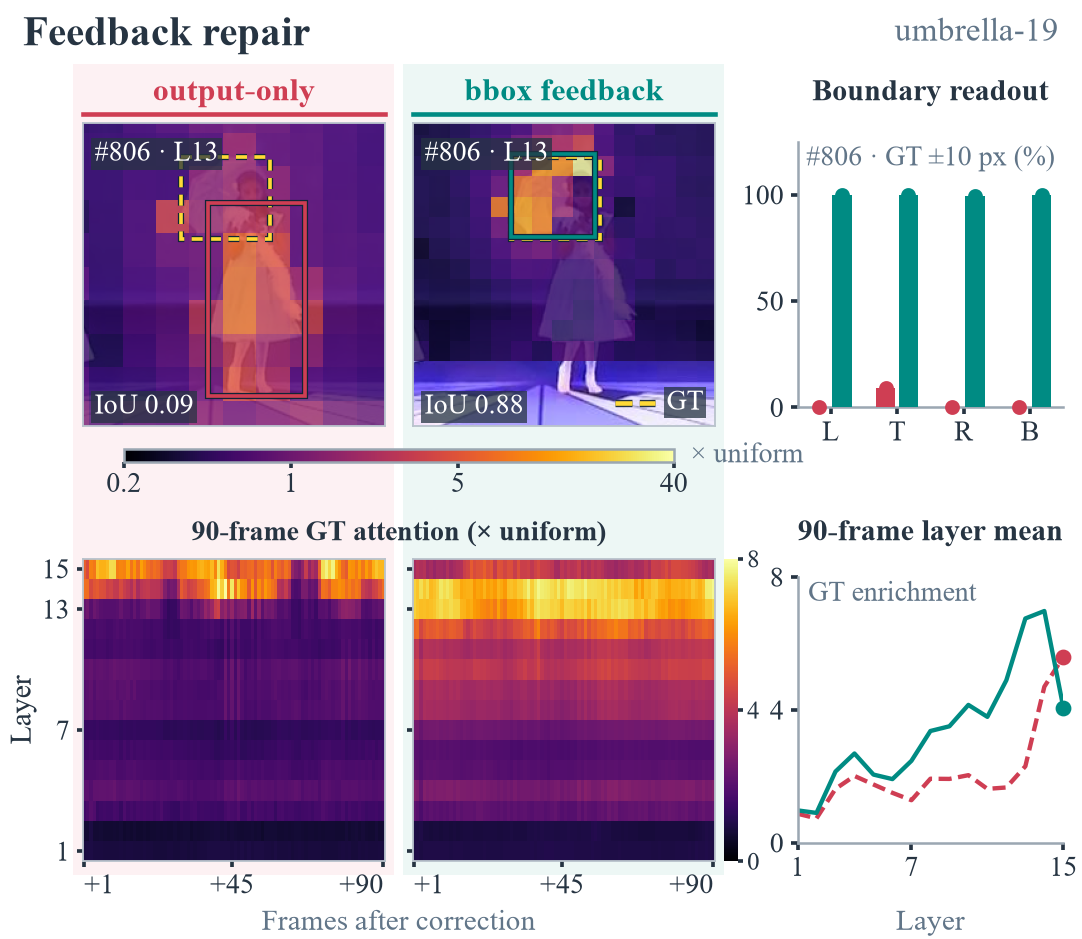 Feedback repair
umbrella-19
output-only
bbox feedback
Boundary readout
#806 · L13
IoU 0.09
#806 · L13
IoU 0.88
GT
#806 · GT ±10 px (%)
100
50
0
L T R B
0.2 1 5 40
× uniform
90-frame GT attention (× uniform)
Layer
15
13
7
1
+1 +45 +90
+1 +45 +90
Frames after correction
8
4
0
90-frame layer mean
GT enrichment
8
4
0
1 7 15
Layer